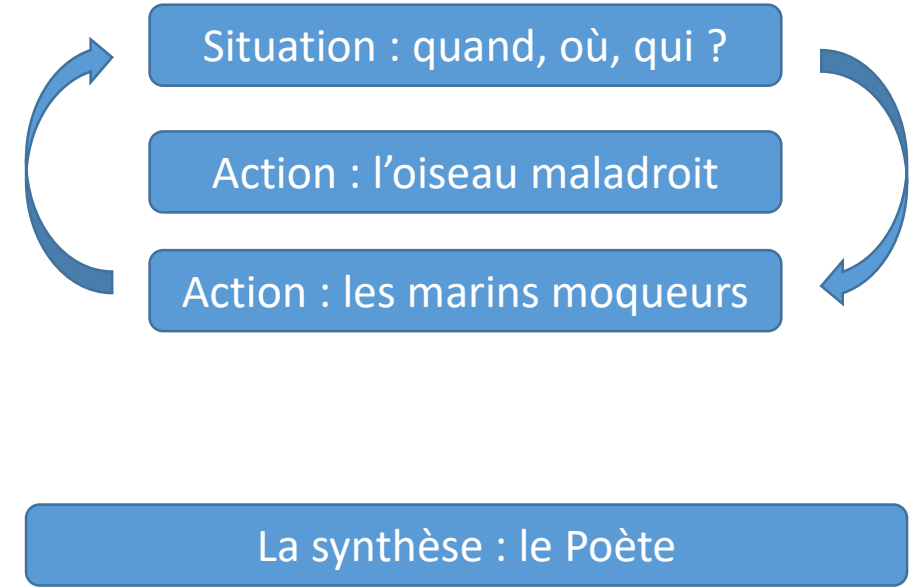 Situation : quand, où, qui ?
Action : l’oiseau maladroit
Action : les marins moqueurs
La synthèse : le Poète